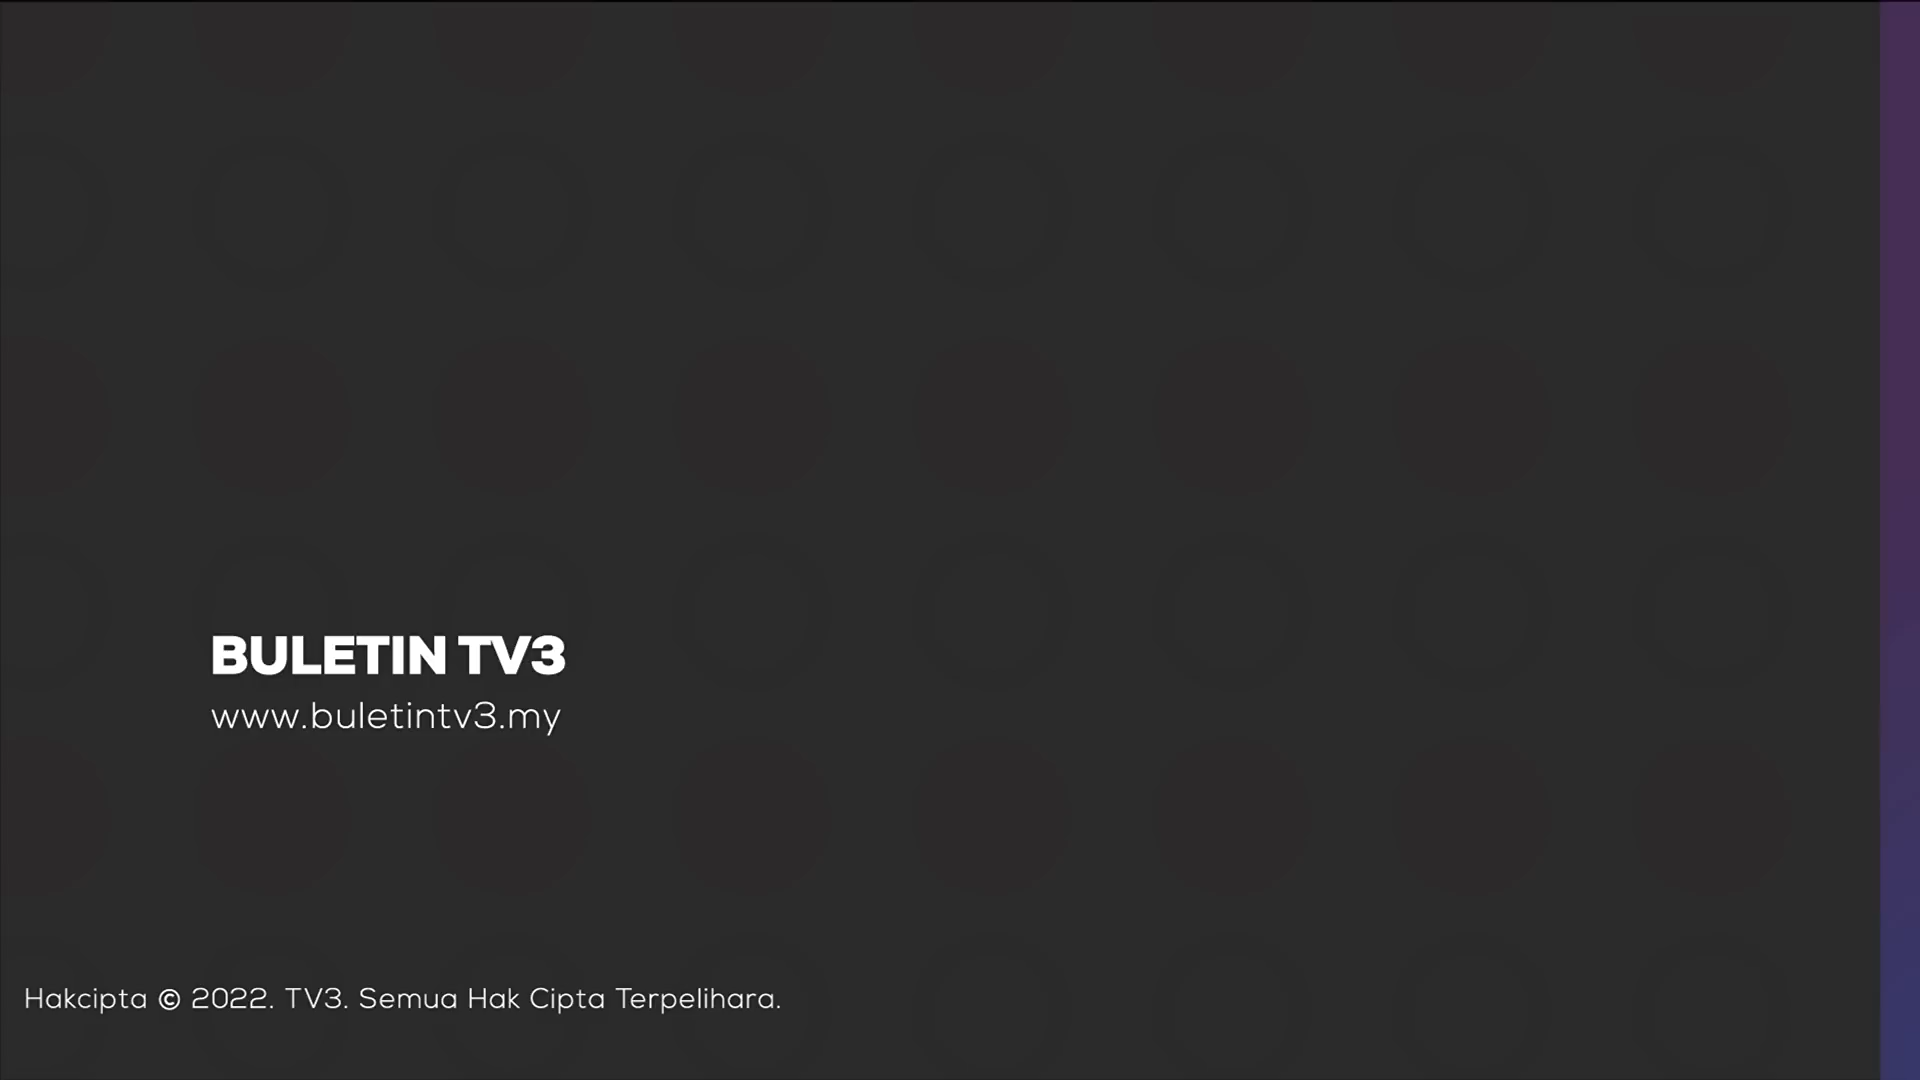 BULETIN TV3
www.buletintv3.my
Hakcipta © 2022. TV3. Semua Hak Cipta Terpelihara.